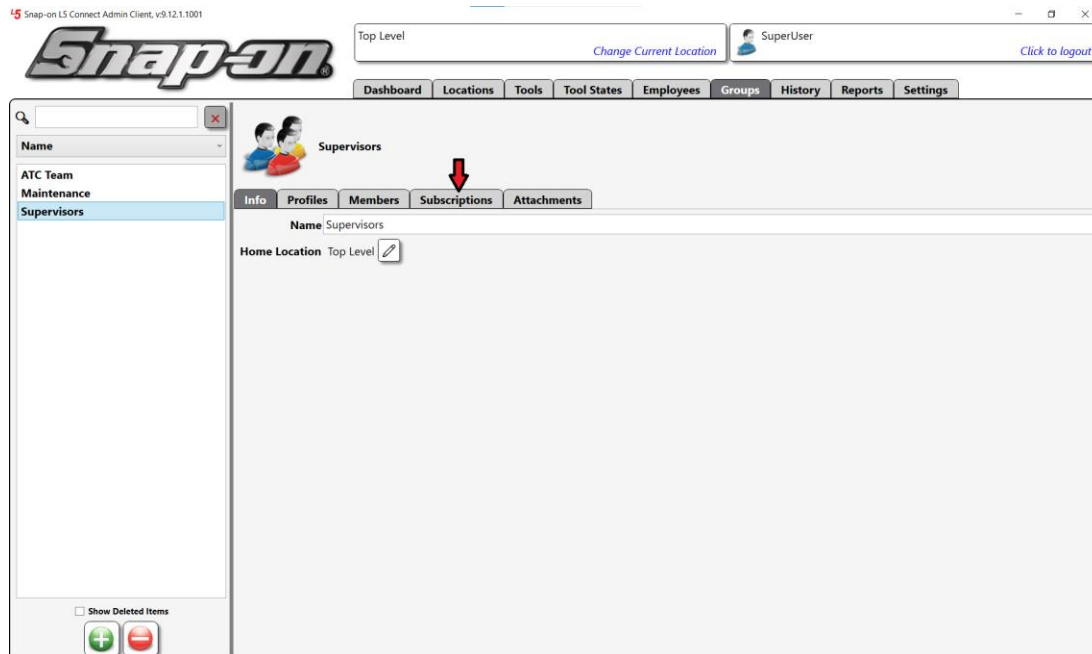 L5 Snap-on L5 Connect Admin Client, v:9.12.1.1001
Snap-on®
Top Level
Change Current Location
SuperUser
Click to logout
Dashboard Locations Tools Tool States Employees Groups History Reports Settings
Name
ATC Team
Maintenance
Supervisors
Show Deleted Items
Supervisors
Info Profiles Members Subscriptions Attachments
Name Supervisors
Home Location Top Level